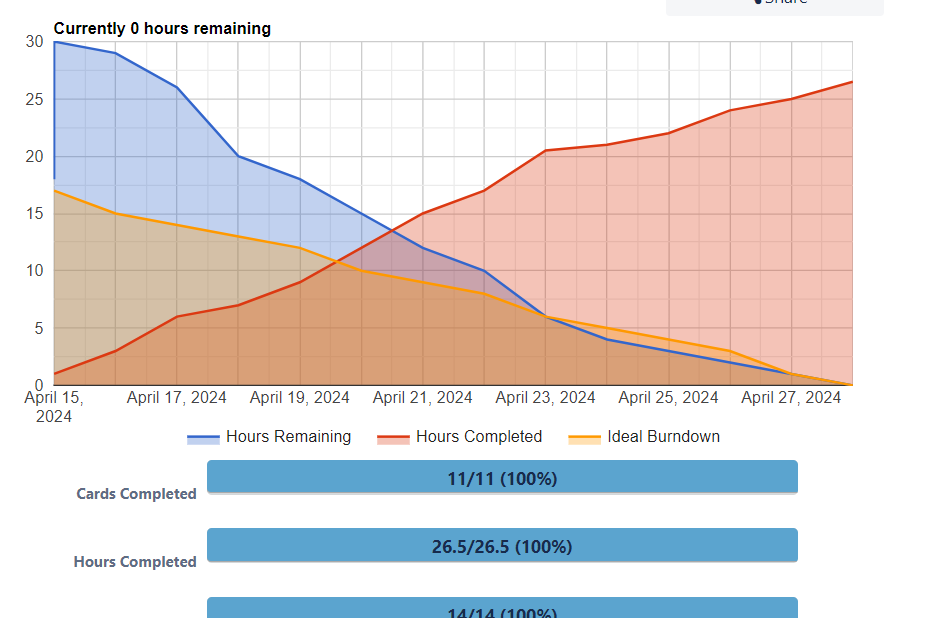 Share
Currently 0 hours remaining
30
25
20
15
10
5
0
April 15,
2024
April 17, 2024
April 19, 2024
April 21, 2024
April 23, 2024
April 25, 2024
April 27, 2024
Hours Remaining Hours Completed Ideal Burndown
11/11 (100%)
Cards Completed
26.5/26.5 (100%)
Hours Completed
14/14 (100%)